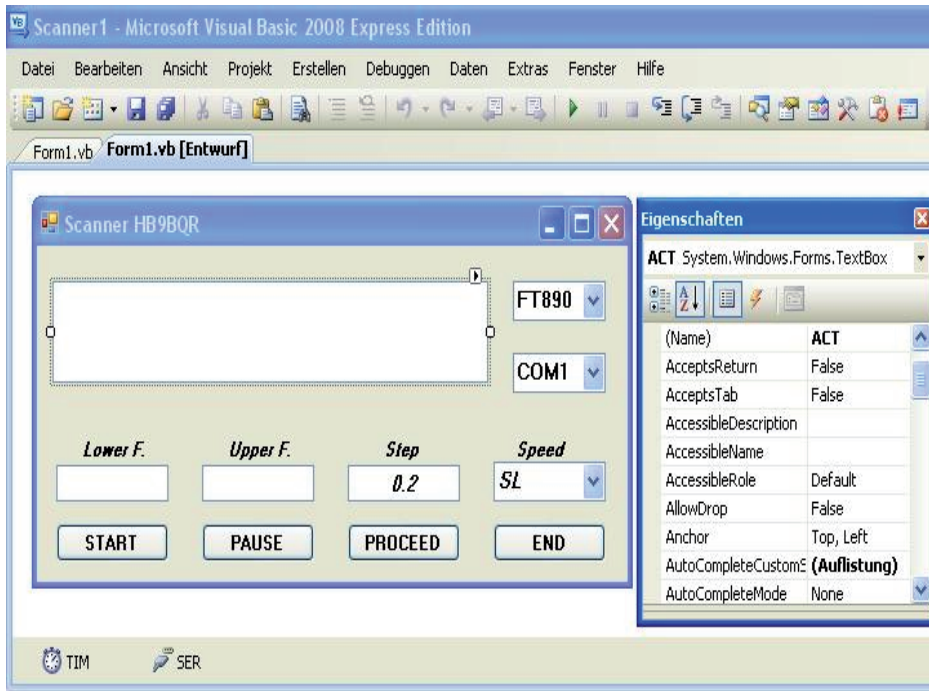 Scanner1 - Microsoft Visual Basic 2008 Express Edition
Datei Bearbeiten Ansicht Projekt Erstellen Debuggen Daten Extras Fenster Hilfe
Form1.vb Form1.vb [Entwurf]
Scanner HB9BQR
FT890
COM1
Lower F. Upper F. Step Speed
0.2 SL
START PAUSE PROCEED END
Eigenschaften
ACT System.Windows.Forms.TextBox
(Name) ACT
AcceptsReturn False
AcceptsTab False
AccessibleDescription
AccessibleName
AccessibleRole Default
AllowDrop False
Anchor Top, Left
AutoCompleteCustomS (Auflistung)
AutoCompleteMode None
TIM SER